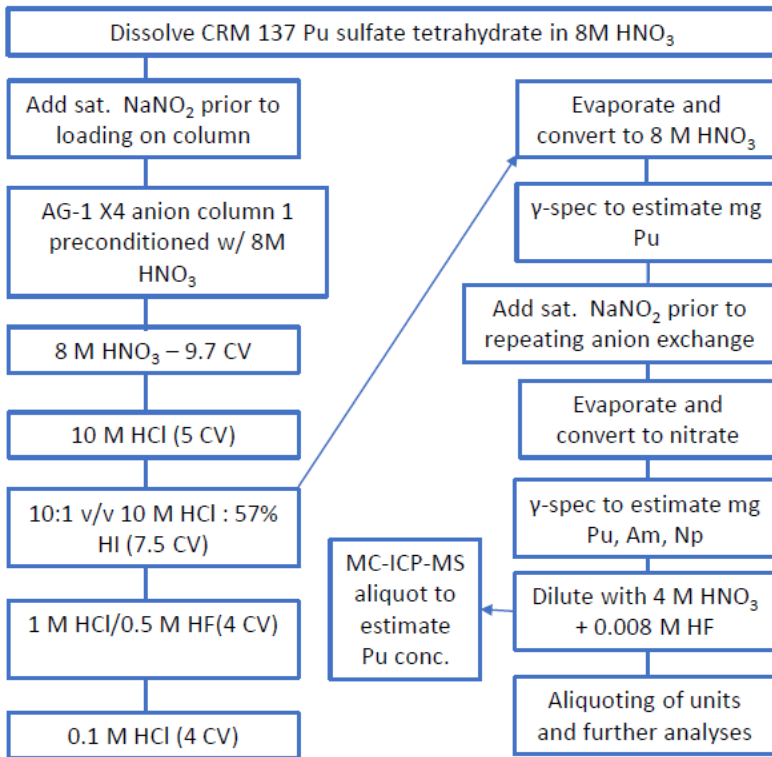 Dissolve CRM 137 Pu sulfate tetrahydrate in 8M HNO₃
Add sat. NaNO₂ prior to
loading on column
AG-1 X4 anion column 1
preconditioned w/ 8M
HNO₃
8 M HNO₃ – 9.7 CV
10 M HCl (5 CV)
10:1 v/v 10 M HCl : 57%
HI (7.5 CV)
1 M HCl/0.5 M HF(4 CV)
0.1 M HCl (4 CV)
Evaporate and
convert to 8 M HNO₃
γ-spec to estimate mg
Pu
Add sat. NaNO₂ prior to
repeating anion exchange
Evaporate and
convert to nitrate
γ-spec to estimate mg
Pu, Am, Np
Dilute with 4 M HNO₃
+ 0.008 M HF
MC-ICP-MS
aliquot to
estimate
Pu conc.
Aliquoting of units
and further analyses